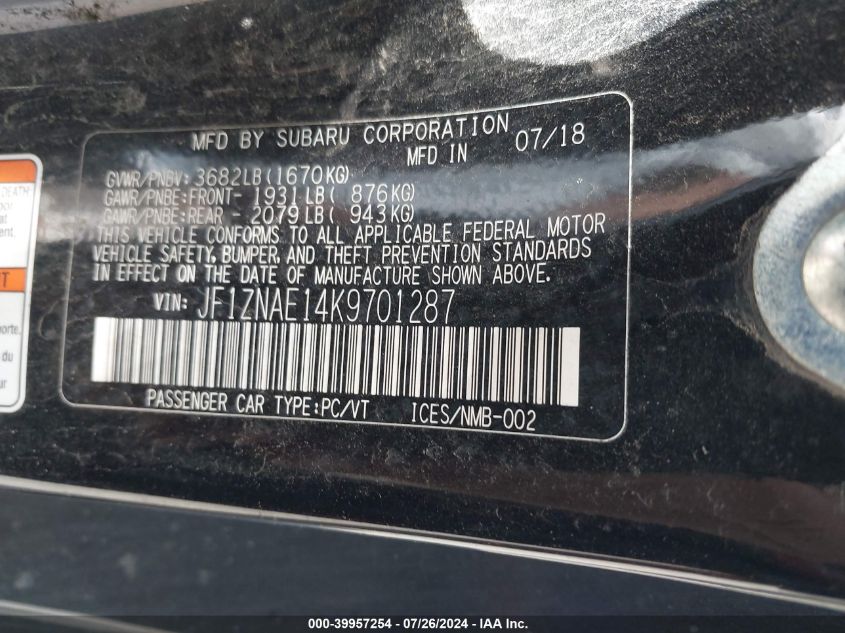 MFD BY SUBARU CORPORATION 07/18
MFD IN
GVWR/PNBV: 3682LB(1670KG)
GAWR/PNBE:FRONT- 1931LB( 876KG)
GAWR/PNBE:REAR - 2079LB( 943KG)
THIS VEHICLE CONFORMS TO ALL APPLICABLE FEDERAL MOTOR
VEHICLE SAFETY, BUMPER, AND THEFT PREVENTION STANDARDS
IN EFFECT ON THE DATE OF MANUFACTURE SHOWN ABOVE.
VIN: JF1ZNAE14K9701287
PASSENGER CAR TYPE:PC/VT ICES/NMB-002
DEATH
du
000-39957254 - 07/26/2024 - IAA Inc.